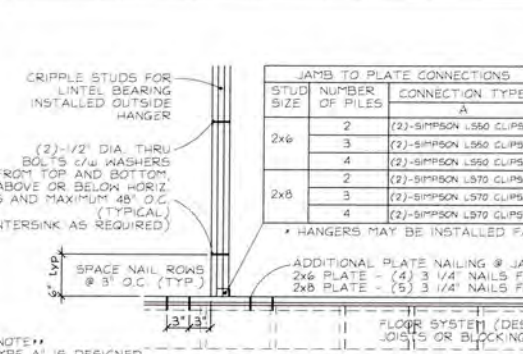 CRIPPLE STUDS FOR
LINTEL BEARING
INSTALLED OUTSIDE
HANGER
(2)-1/2" DIA. THRU
BOLTS c/w WASHERS
FROM TOP AND BOTTOM,
ABOVE OR BELOW HORIZ.
S AND MAXIMUM 48" O.C.
(TYPICAL)
NTERSINK AS REQUIRED)
6" TYP.
SPACE NAIL ROWS
@ 3" O.C. (TYP.)
3" 3"
JAMB TO PLATE CONNECTIONS
STUD SIZE NUMBER OF PILES CONNECTION TYPE
A
2x6 2 (2)-SIMPSON LS50 CLIPS
3 (2)-SIMPSON LS50 CLIPS
4 (2)-SIMPSON LS50 CLIPS
2x8 2 (2)-SIMPSON LS70 CLIPS
3 (2)-SIMPSON LS70 CLIPS
4 (2)-SIMPSON LS70 CLIPS
* HANGERS MAY BE INSTALLED
ADDITIONAL PLATE NAILING @
2x6 PLATE - (4) 3 1/4" NAILS
2x8 PLATE - (5) 3 1/4" NAILS
FLOOR SYSTEM
JOISTS OR
A" IS DESIGNED